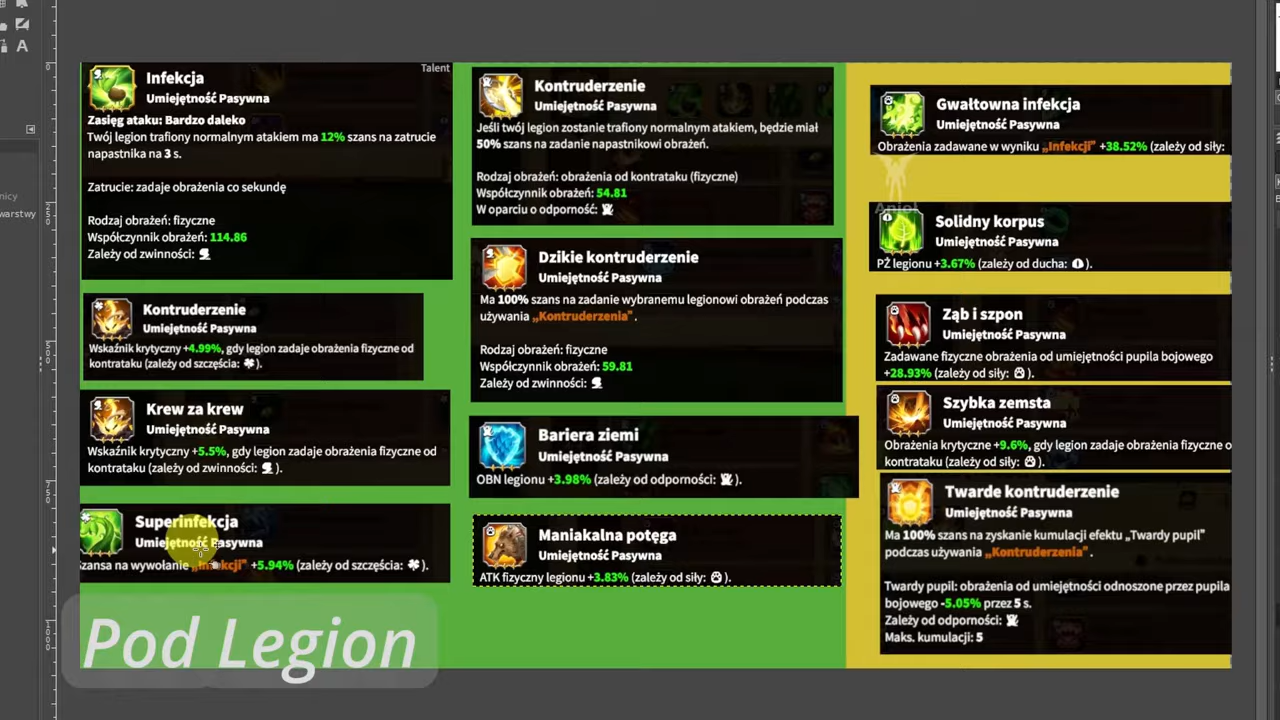 Talent
Infekcja
Umiejętność Pasywna
Zasięg ataku: Bardzo daleko
Twój legion trafiony normalnym atakiem ma 12% szans na zatrucie
napastnika na 3 s.
Zatrucie: zadaje obrażenia co sekundę
Rodzaj obrażeń: fizyczne
Współczynnik obrażeń: 114.86
Zależy od zwinności:
Kontruderzenie
Umiejętność Pasywna
Wskaźnik krytyczny +4.99%, gdy legion zadaje obrażenia fizyczne od
kontrataku (zależy od szczęścia: ).
Krew za krew
Umiejętność Pasywna
Wskaźnik krytyczny +5.5%, gdy legion zadaje obrażenia fizyczne od
kontrataku (zależy od zwinności: ).
Superinfekcja
Umiejętność Pasywna
szansa na wywołanie „Infekcji” +5.94% (zależy od szczęścia: ).
Pod Legion
Kontruderzenie
Umiejętność Pasywna
Jeśli twój legion zostanie trafiony normalnym atakiem, będzie miał
50% szans na zadanie napastnikowi obrażeń.
Rodzaj obrażeń: obrażenia od kontrataku (fizyczne)
Współczynnik obrażeń: 54.81
W oparciu o odporność:
Dzikie kontruderzenie
Umiejętność Pasywna
Ma 100% szans na zadanie wybranemu legionowi obrażeń podczas
używania „Kontruderzenia”.
Rodzaj obrażeń: fizyczne
Współczynnik obrażeń: 59.81
Zależy od zwinności:
Bariera ziemi
Umiejętność Pasywna
OBN legionu +3.98% (zależy od odporności: ).
Maniakalna potęga
Umiejętność Pasywna
ATK fizyczny legionu +3.83% (zależy od siły: ).
Gwałtowna infekcja
Umiejętność Pasywna
Obrażenia zadawane w wyniku „Infekcji” +38.52% (zależy od siły:
Anioł
Solidny korpus
Umiejętność Pasywna
PŻ legionu +3.67% (zależy od ducha: ).
Ząb i szpon
Umiejętność Pasywna
Zadawane fizyczne obrażenia od umiejętności pupila bojowego
+28.93% (zależy od siły: ).
Szybka zemsta
Umiejętność Pasywna
Obrażenia krytyczne +9.6%, gdy legion zadaje obrażenia fizyczne o
kontrataku (zależy od siły: ).
Twarde kontruderzenie
Umiejętność Pasywna
Ma 100% szans na zyskanie kumulacji efektu „Twardy pupil”
podczas używania „Kontruderzenia”.
Twardy pupil: obrażenia od umiejętności odnoszone przez pupila
bojowego -5.05% przez 5 s.
Zależy od odporności:
Maks. kumulacji: 5
nicy
warstwy